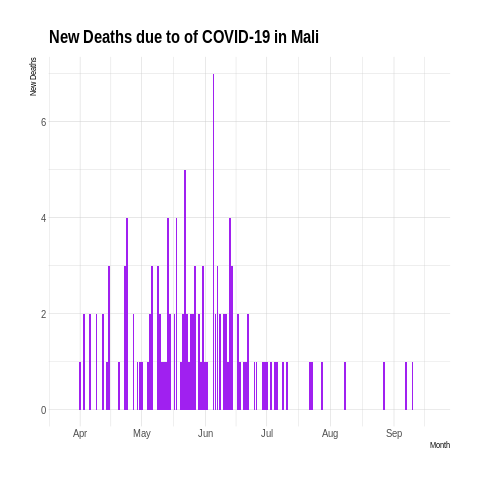 New Deaths due to of COVID-19 in Mali
New Deaths
6
4
2
0
Apr May Jun Jul Aug Sep
Month